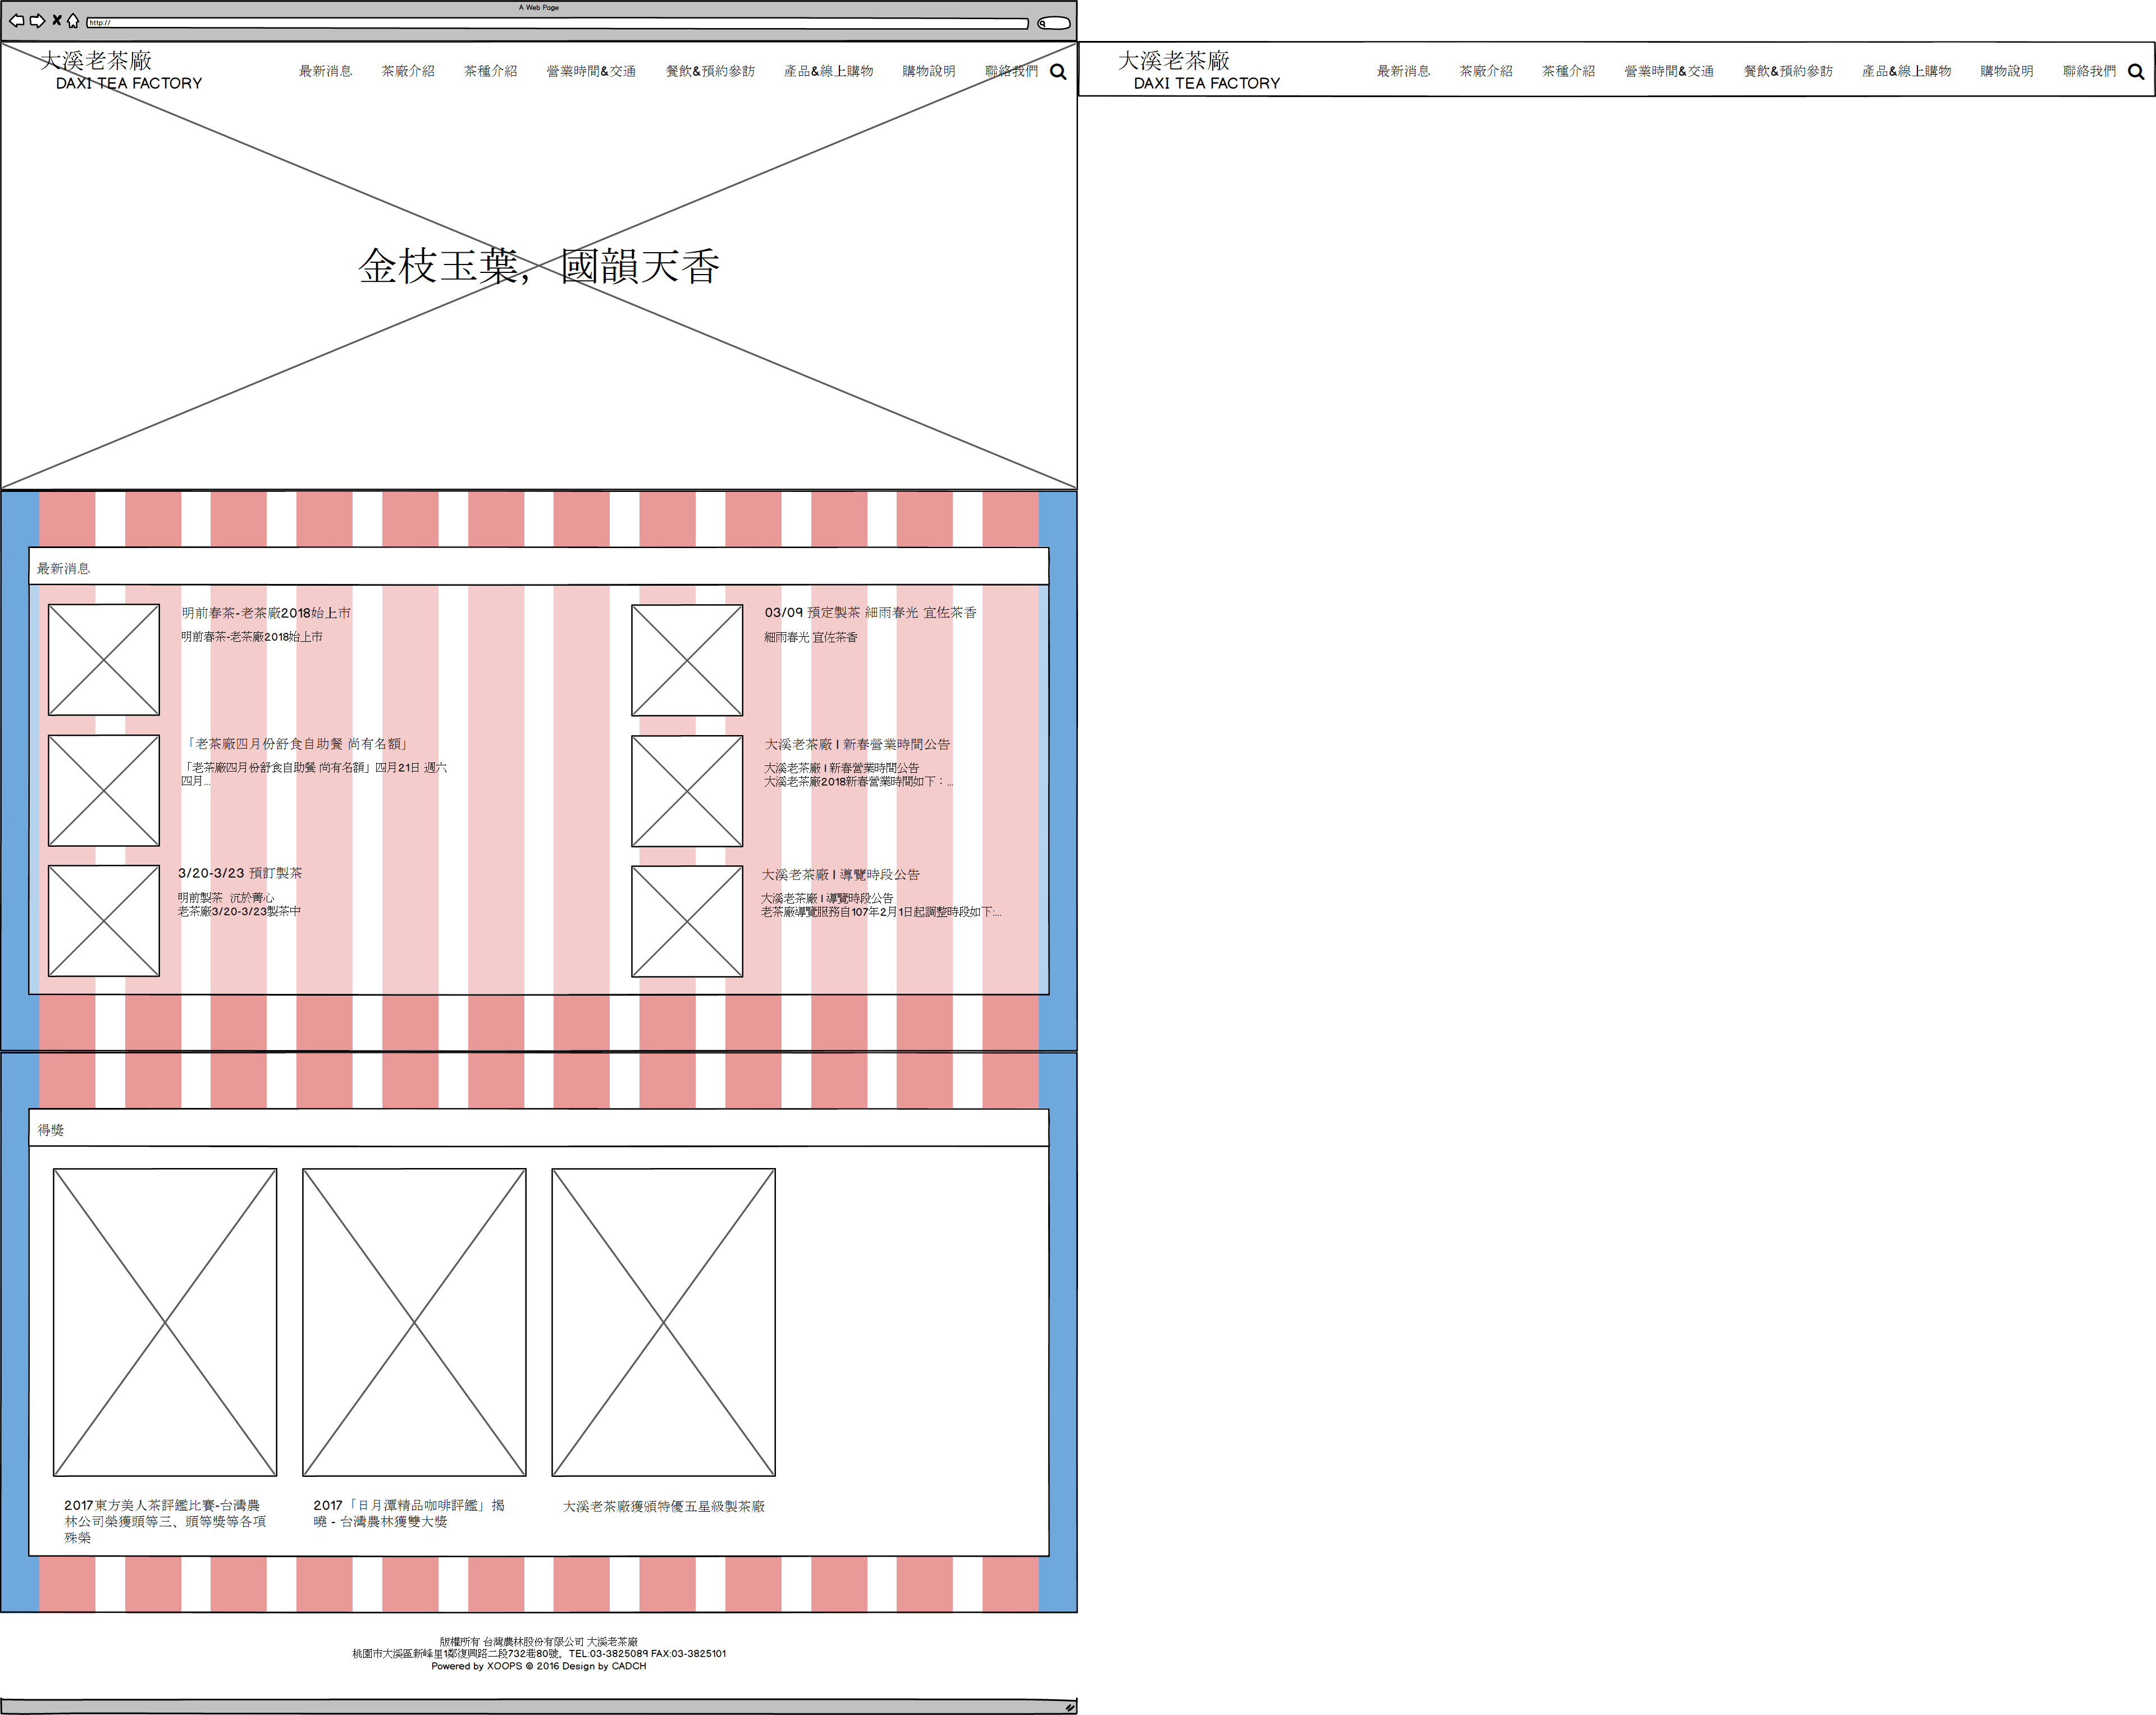 A Web Page
http://
大溪老茶廠
DAXI TEA FACTORY
最新消息 茶廠介紹 茶種介紹 營業時間&交通 餐飲&預約參訪 產品&線上購物 購物說明 聯絡我們
大溪老茶廠
DAXI TEA FACTORY
最新消息 茶廠介紹 茶種介紹 營業時間&交通 餐飲&預約參訪 產品&線上購物 購物說明 聯絡我們
金枝玉葉，國韻天香
最新消息
明前春茶-老茶廠2018始上市
明前春茶-老茶廠2018始上市
03/09 預定製茶 細雨春光 宜佐茶香
細雨春光 宜佐茶香
「老茶廠四月份舒食自助餐 尚有名額」
「老茶廠四月份舒食自助餐 尚有名額」四月21日 週六
四月...
大溪老茶廠 l 新春營業時間公告
大溪老茶廠 l 新春營業時間公告
大溪老茶廠2018新春營業時間如下：...
3/20-3/23 預訂製茶
明前製茶 沉於菁心
老茶廠3/20-3/23製茶中
大溪老茶廠 l 導覽時段公告
大溪老茶廠 l 導覽時段公告
老茶廠導覽服務自107年2月1日起調整時段如下:...
得獎
2017東方美人茶評鑑比賽-台灣農
林公司榮獲頭等三、頭等獎等各項
殊榮
2017「日月潭精品咖啡評鑑」揭
曉 - 台灣農林獲雙大獎
大溪老茶廠獲頒特優五星級製茶廠
版權所有 台灣農林股份有限公司 大溪老茶廠
桃園市大溪區新峰里1鄰復興路二段732巷80號。TEL:03-3825089 FAX:03-3825101
Powered by XOOPS © 2016 Design by CADCH